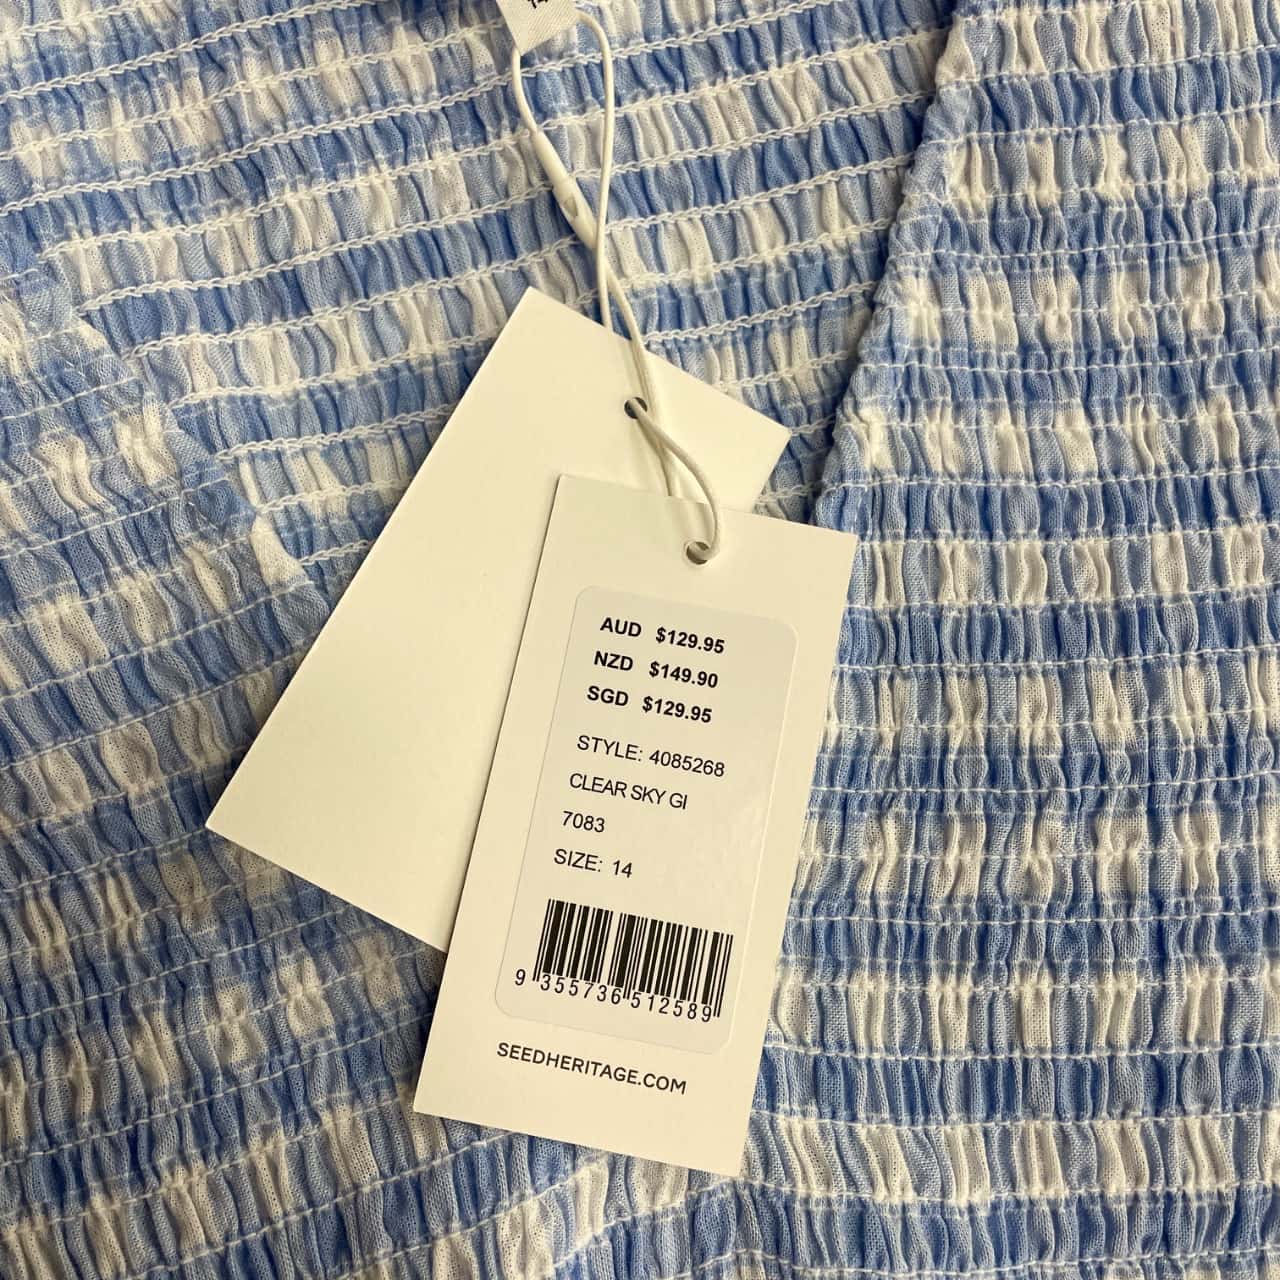 AUD $129.95
NZD $149.90
SGD $129.95
STYLE: 4085268
CLEAR SKY GI
7083
SIZE: 14
9 355736 512589
SEEDHERITAGE.COM